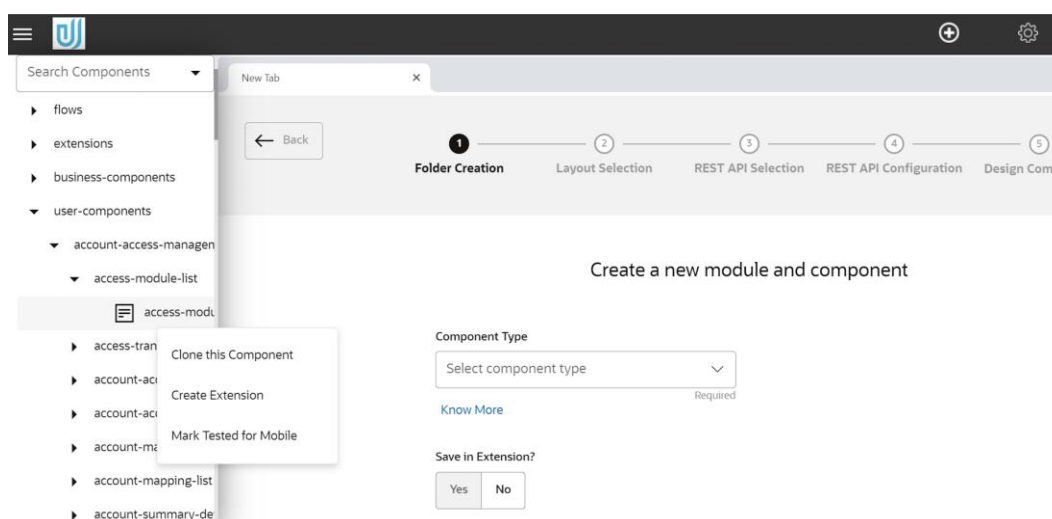 Search Components
New Tab
flows
extensions
business-components
user-components
account-access-managen
access-module-list
access-modu
access-tran
account-acc
account-acc
account-ma
account-mapping-list
account-summary-de
Clone this Component
Create Extension
Mark Tested for Mobile
Back
1 2 3 4 5
Folder Creation Layout Selection REST API Selection REST API Configuration Design Com
Create a new module and component
Component Type
Select component type
Required
Know More
Save in Extension?
Yes No